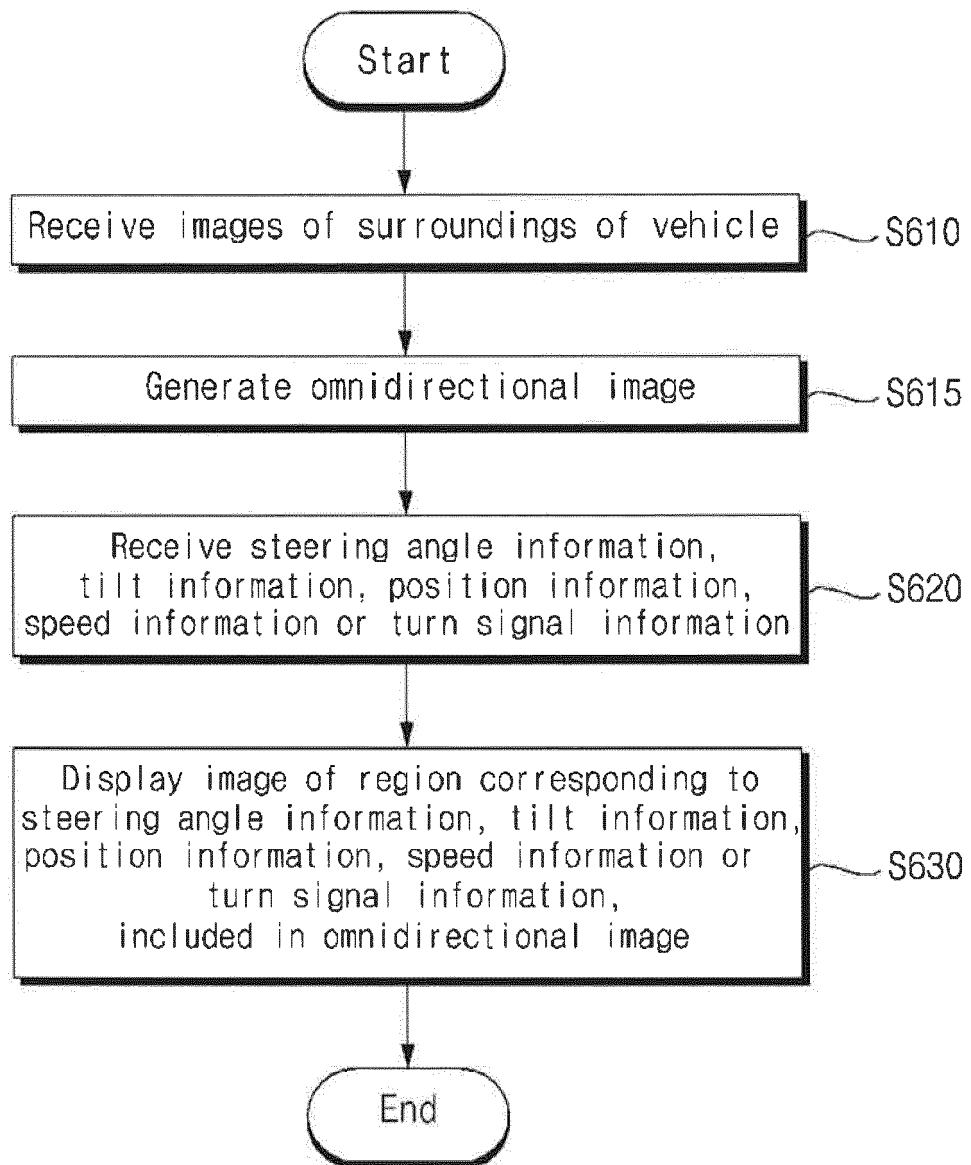 Start
Receive images of surroundings of vehicle
S610
Generate omnidirectional image
S615
Receive steering angle information,
tilt information, position information,
speed information or turn signal information
S620
Display image of region corresponding to
steering angle information, tilt information,
position information, speed information or
turn signal information,
included in omnidirectional image
S630
End